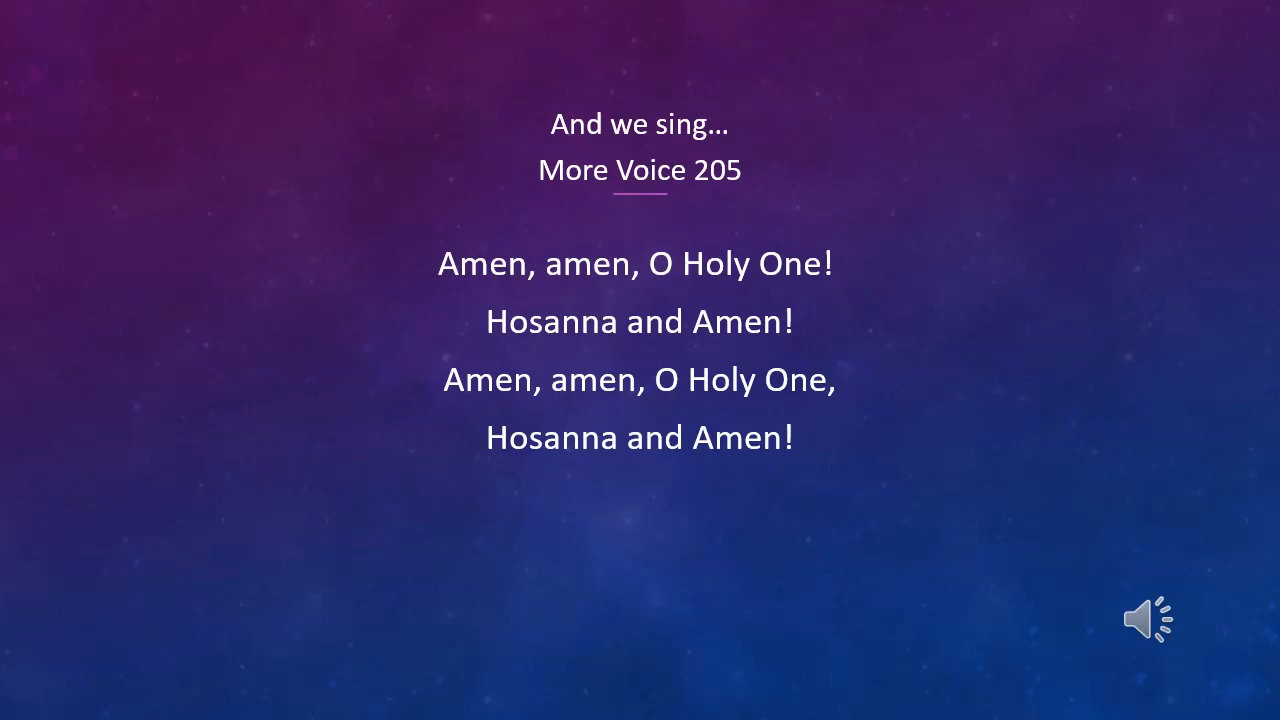 And we sing…
More Voice 205
Amen, amen, O Holy One!
Hosanna and Amen!
Amen, amen, O Holy One,
Hosanna and Amen!